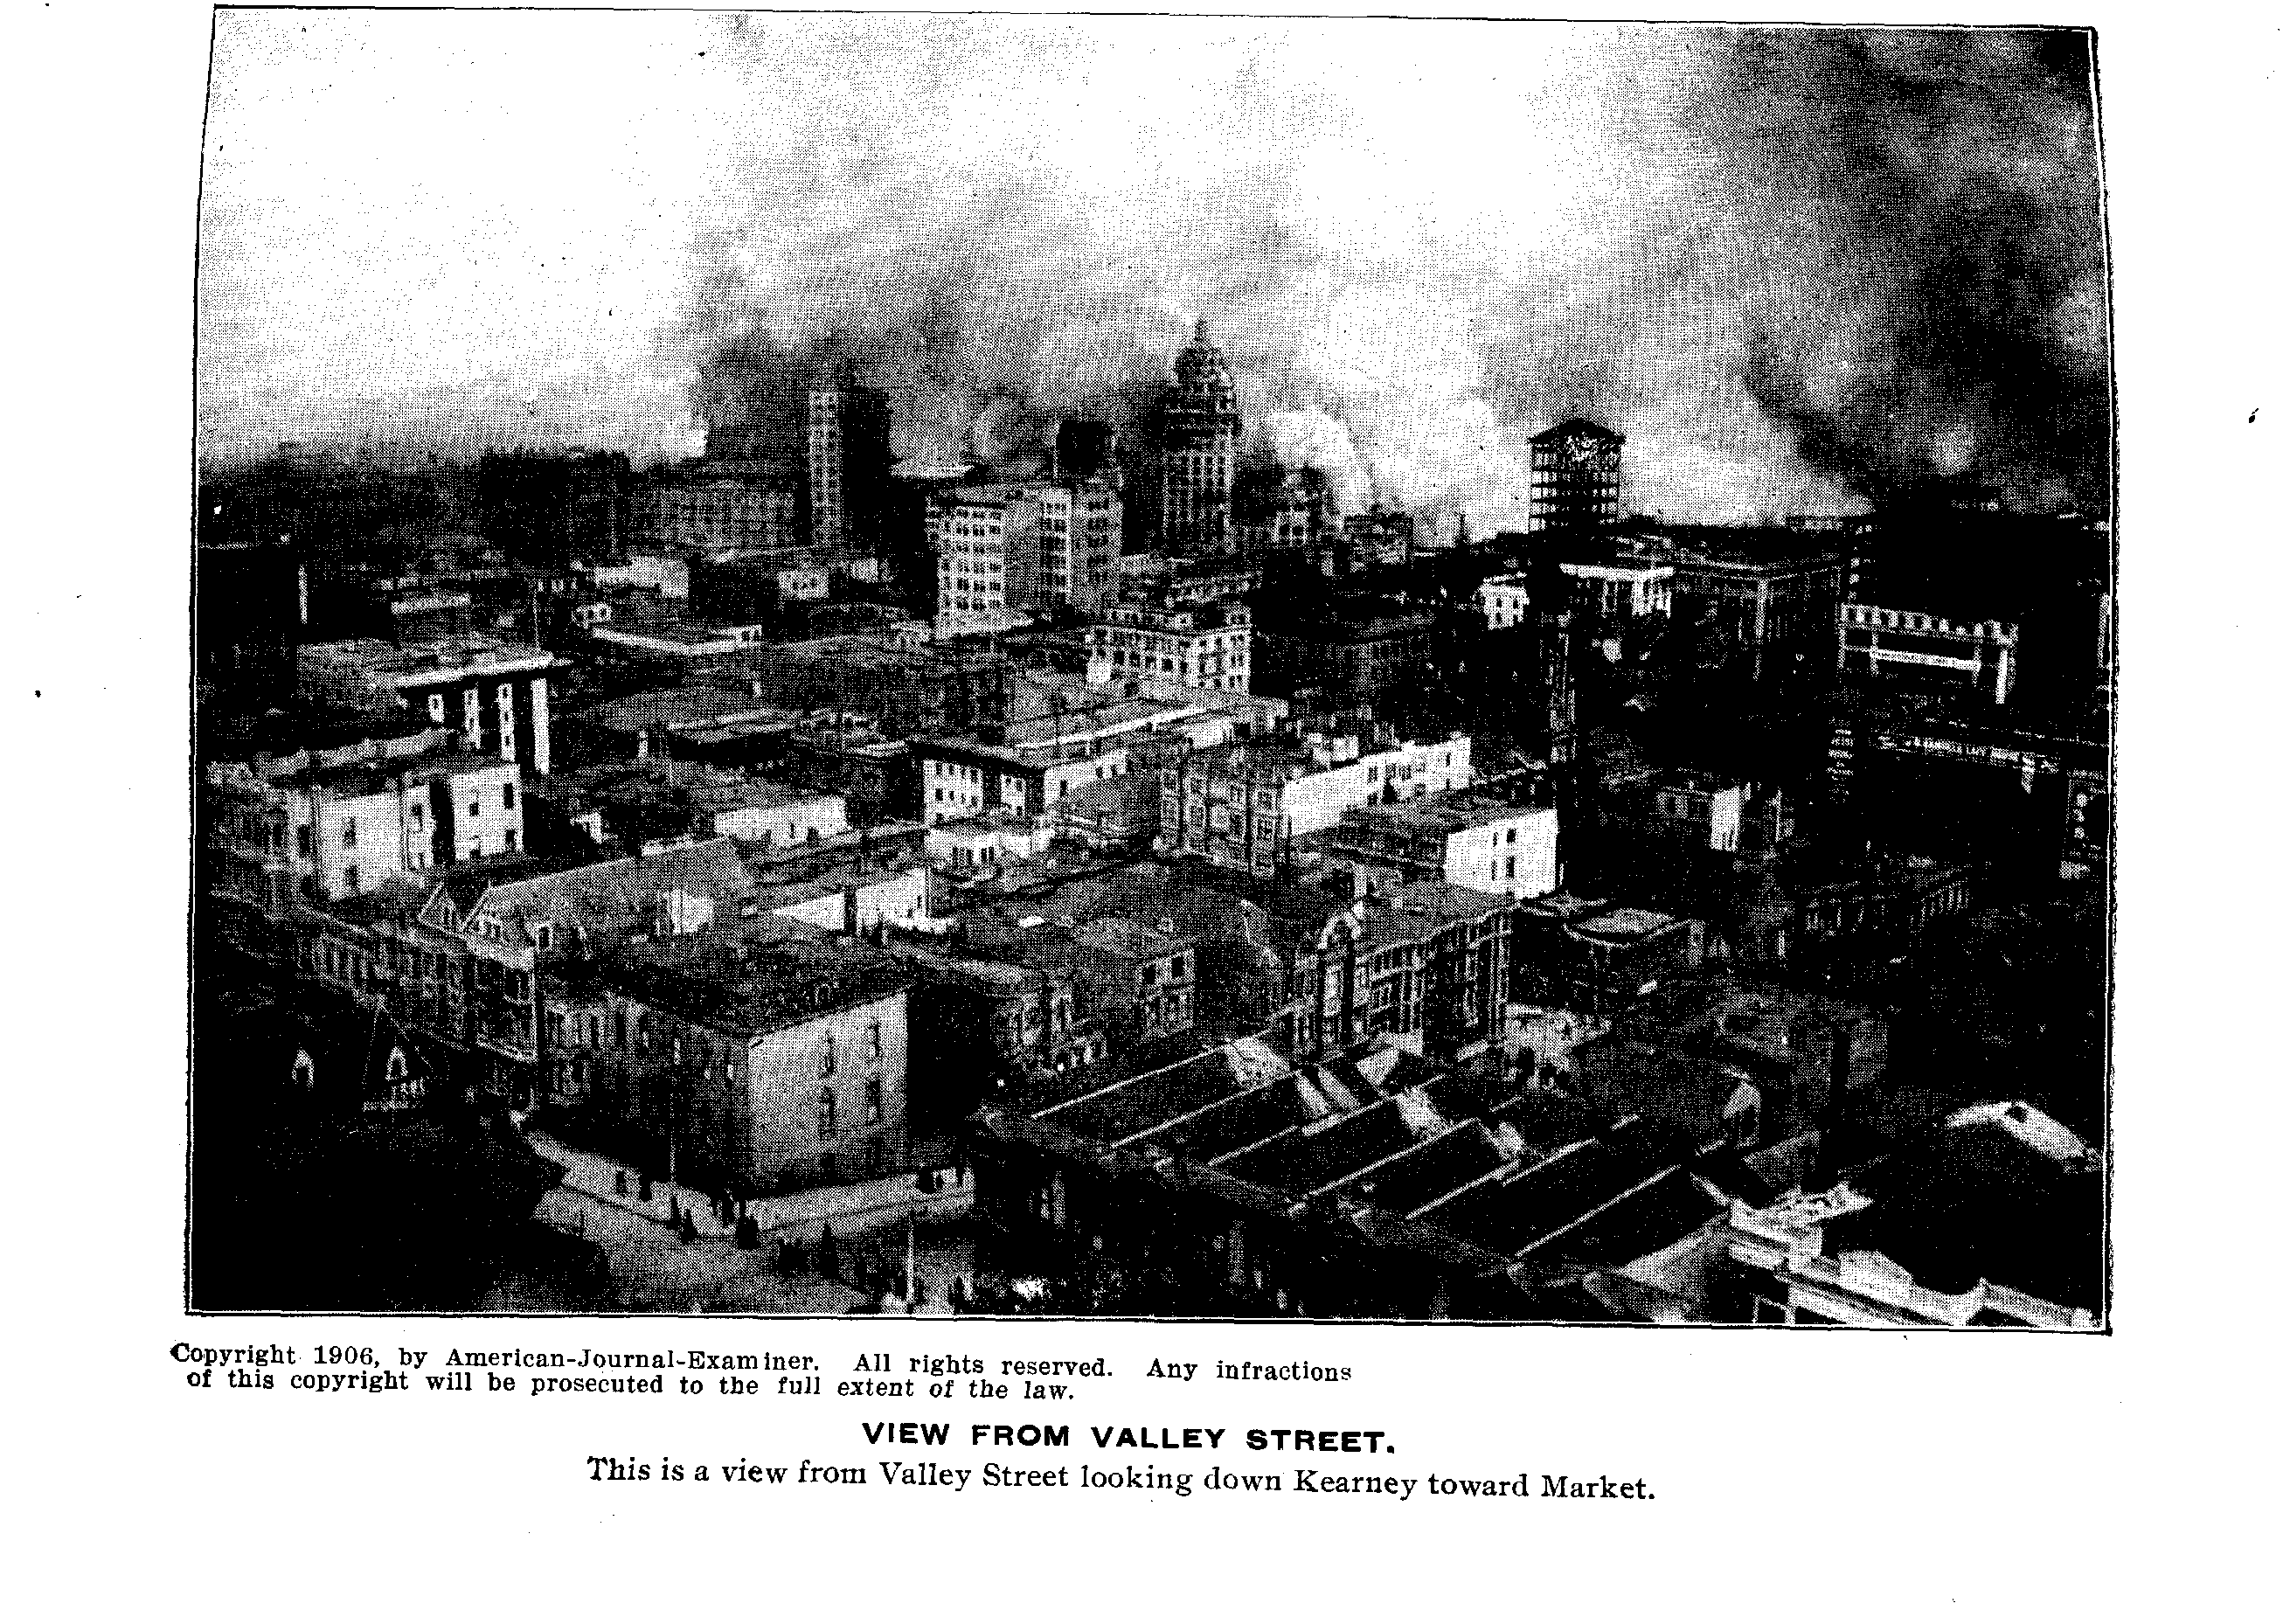 Copyright 1906, by American-Journal-Examiner. All rights reserved. Any infractions
of this copyright will be prosecuted to the full extent of the law.
VIEW FROM VALLEY STREET.
This is a view from Valley Street looking down Kearney toward Market.